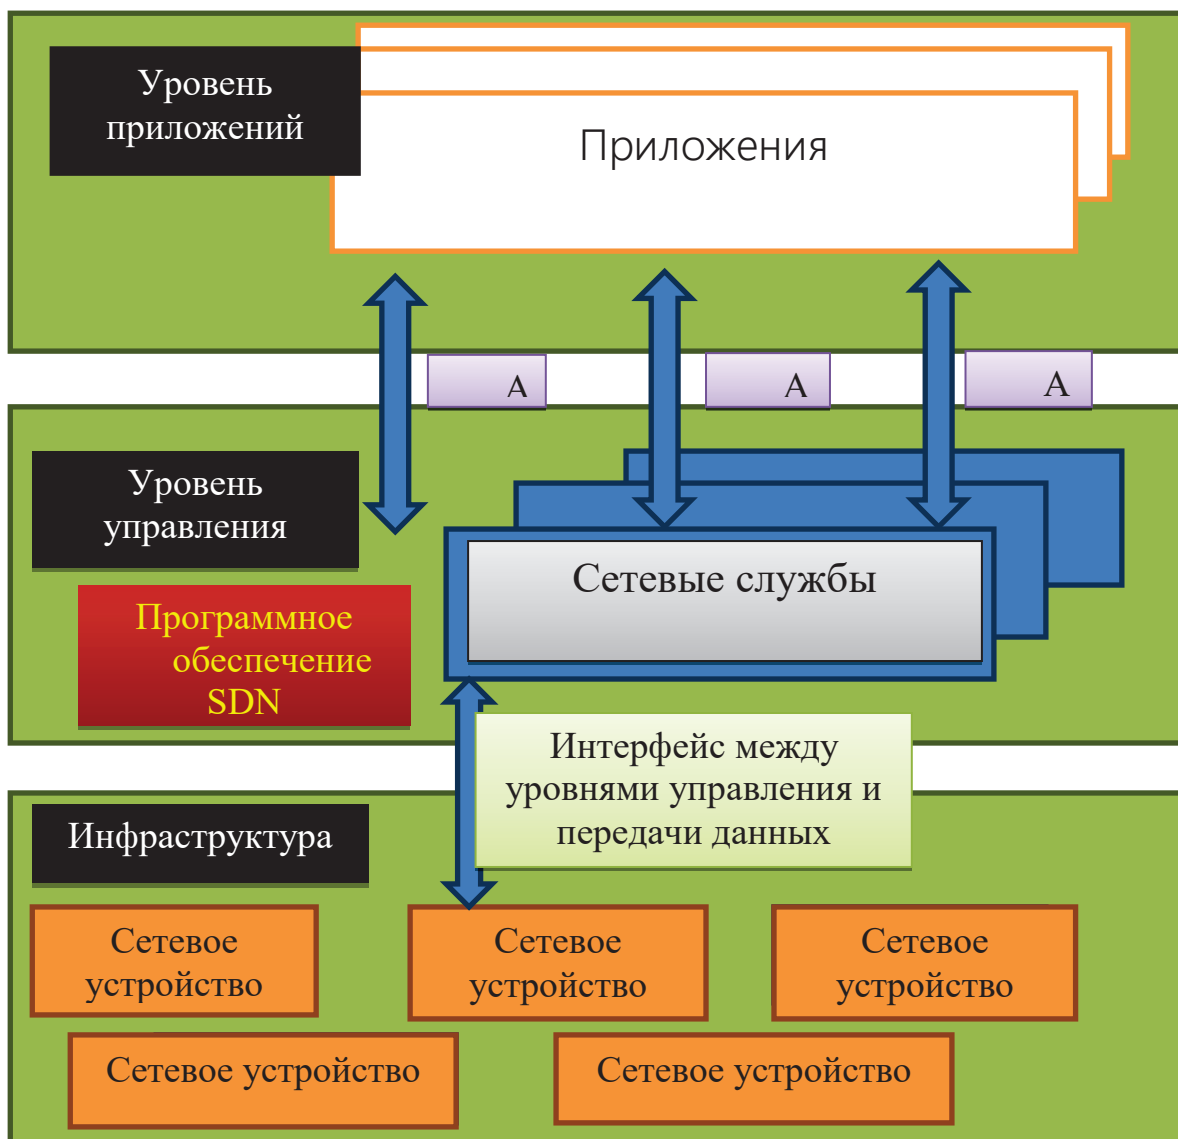 Уровень
приложений
Приложения
А
А
А
Уровень
управления
Сетевые службы
Программное
обеспечение
SDN
Интерфейс между
уровнями управления и
передачи данных
Инфраструктура
Сетевое
устройство
Сетевое
устройство
Сетевое
устройство
Сетевое устройство
Сетевое устройство